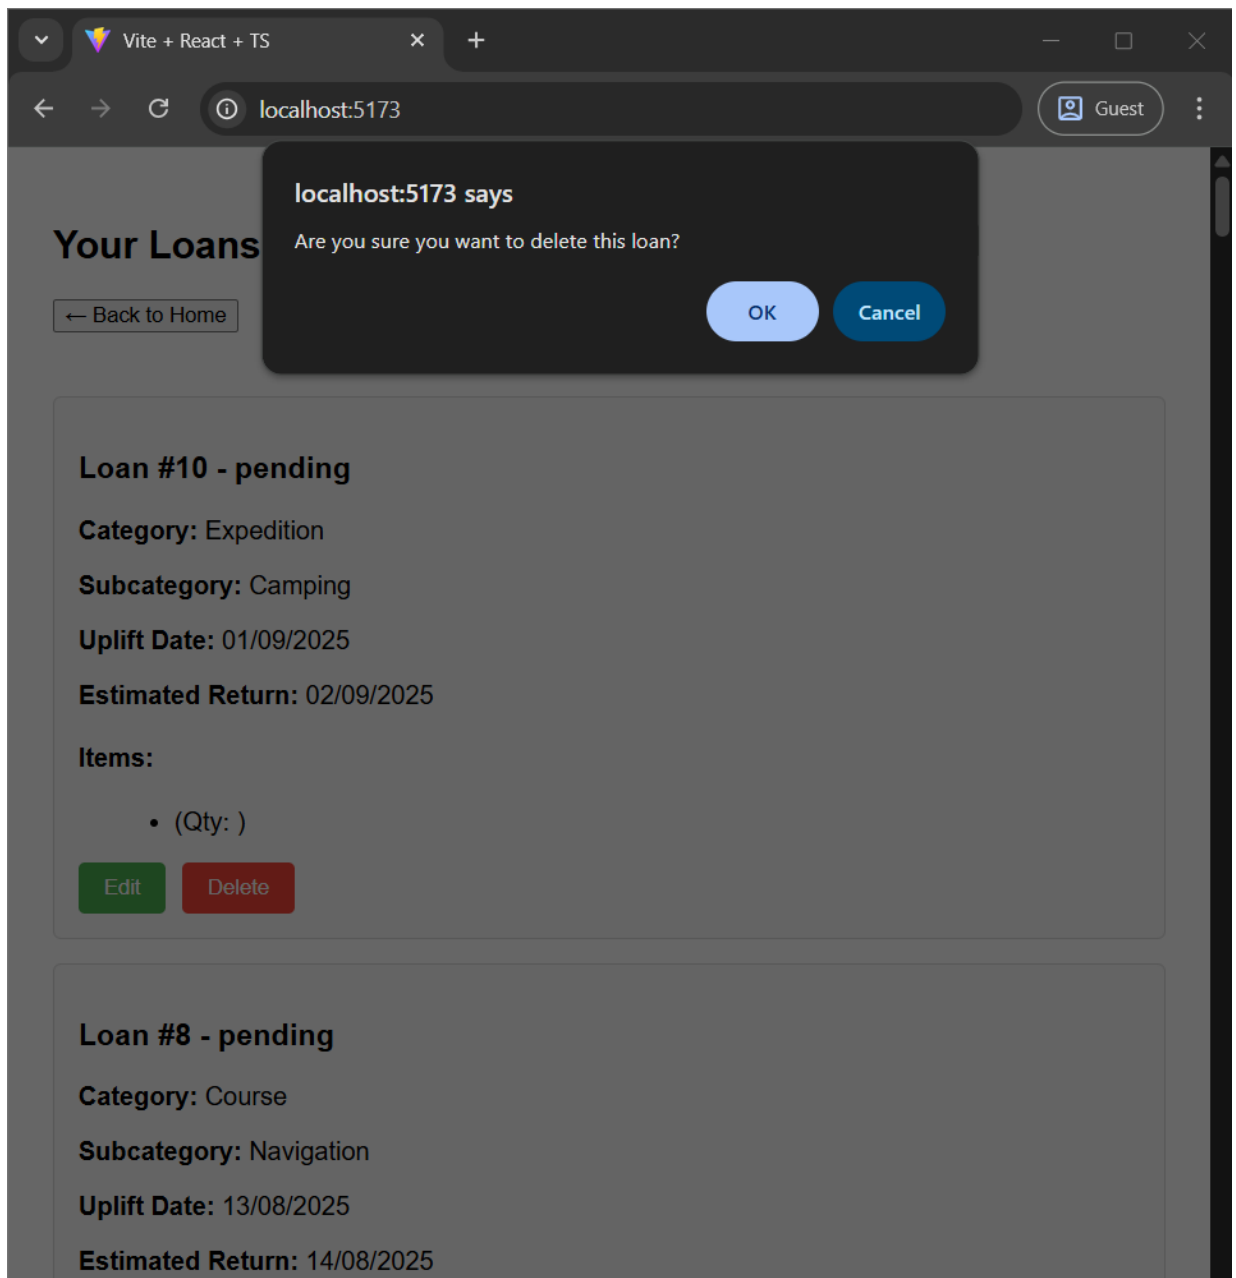 Vite + React + TS
localhost:5173
Guest
localhost:5173 says
Are you sure you want to delete this loan?
OK
Cancel
Your Loans
← Back to Home
Loan #10 - pending
Category: Expedition
Subcategory: Camping
Uplift Date: 01/09/2025
Estimated Return: 02/09/2025
Items:
• (Qty: )
Edit
Delete
Loan #8 - pending
Category: Course
Subcategory: Navigation
Uplift Date: 13/08/2025
Estimated Return: 14/08/2025